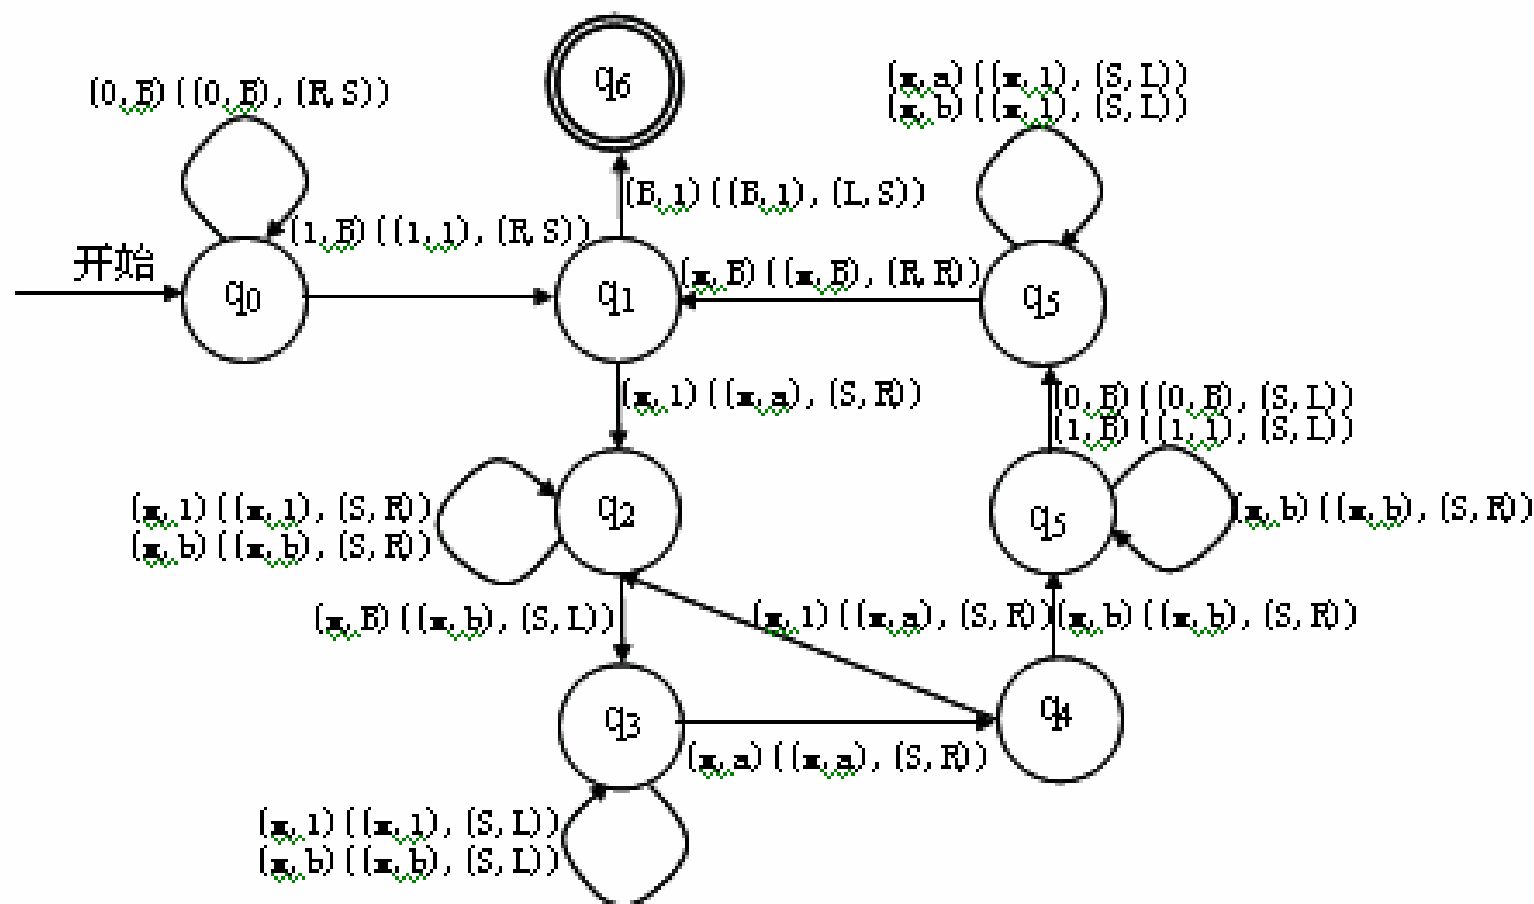 q6
(x,a)((x,1),(S,L))
(x,b)((x,1),(S,L))
(0,B)((0,B),(R,S))
(B,1)((B,1),(L,S))
(1,B)((1,1),(R,S))
开始
(x,B)((x,B),(R,R))
q0
q1
q5
(x,1)((x,a),(S,R))
(0,B)((0,B),(S,L))
(1,B)((1,1),(S,L))
q2
q5
(x,1)((x,1),(S,R))
(x,b)((x,b),(S,R))
(x,b)((x,b),(S,R))
(x,B)((x,b),(S,L))
(x,1)((x,a),(S,R))
(x,b)((x,b),(S,R))
q3
q4
(x,a)((x,a),(S,R))
(x,1)((x,1),(S,L))
(x,b)((x,b),(S,L))